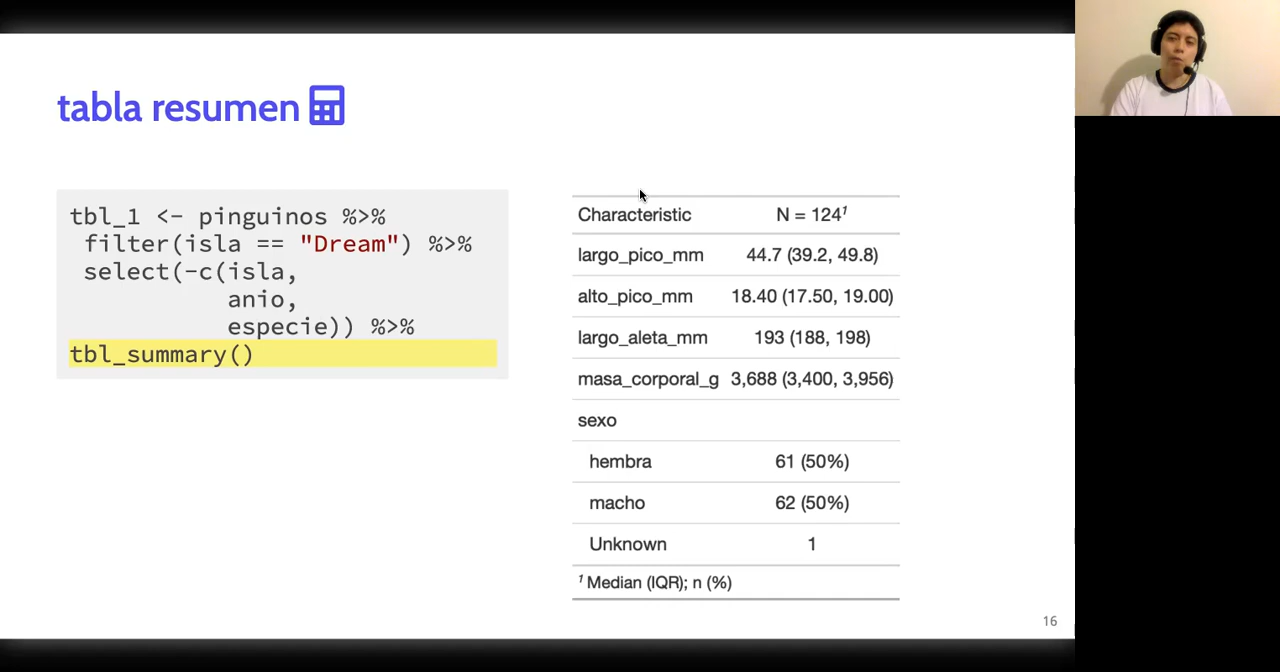 tabla resumen
tbl_1 <- pinguinos %>%
filter(isla == "Dream") %>%
select(-c(isla,
anio,
especie)) %>%
tbl_summary()
Characteristic N = 124¹
largo_pico_mm 44.7 (39.2, 49.8)
alto_pico_mm 18.40 (17.50, 19.00)
largo_aleta_mm 193 (188, 198)
masa_corporal_g 3,688 (3,400, 3,956)
sexo
hembra 61 (50%)
macho 62 (50%)
Unknown 1
¹ Median (IQR); n (%)
16